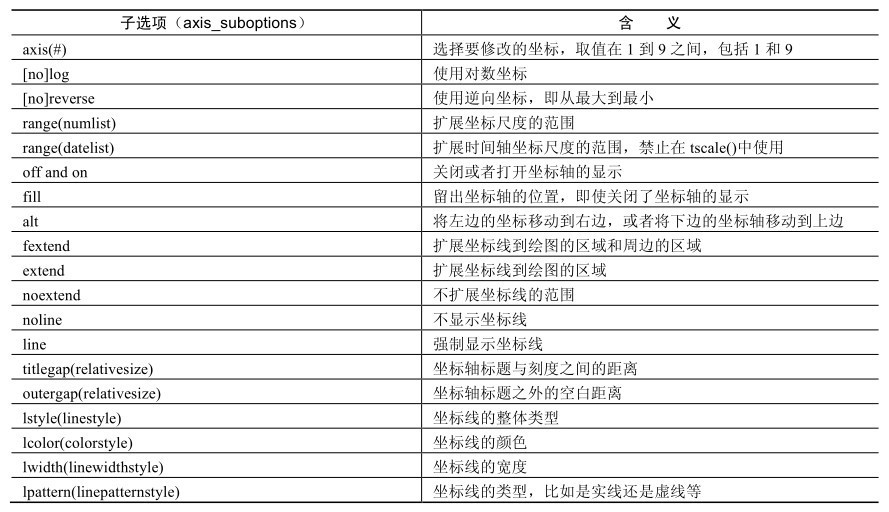 子选项（axis_suboptions） 含 义
axis(#) 选择要修改的坐标，取值在 1 到 9 之间，包括 1 和 9
[no]log 使用对数坐标
[no]reverse 使用逆向坐标，即从最大到最小
range(numlist) 扩展坐标尺度的范围
range(datelist) 扩展时间轴坐标尺度的范围，禁止在 tscale()中使用
off and on 关闭或者打开坐标轴的显示
fill 留出坐标轴的位置，即使关闭了坐标轴的显示
alt 将左边的坐标移动到右边，或者将下边的坐标轴移动到上边
fextend 扩展坐标线到绘图的区域和周边的区域
extend 扩展坐标线到绘图的区域
noextend 不扩展坐标线的范围
noline 不显示坐标线
line 强制显示坐标线
titlegap(relativesize) 坐标轴标题与刻度之间的距离
outergap(relativesize) 坐标轴标题之外的空白距离
lstyle(linestyle) 坐标线的整体类型
lcolor(colorstyle) 坐标线的颜色
lwidth(linewidthstyle) 坐标线的宽度
lpattern(linepatternstyle) 坐标线的类型，比如是实线还是虚线等